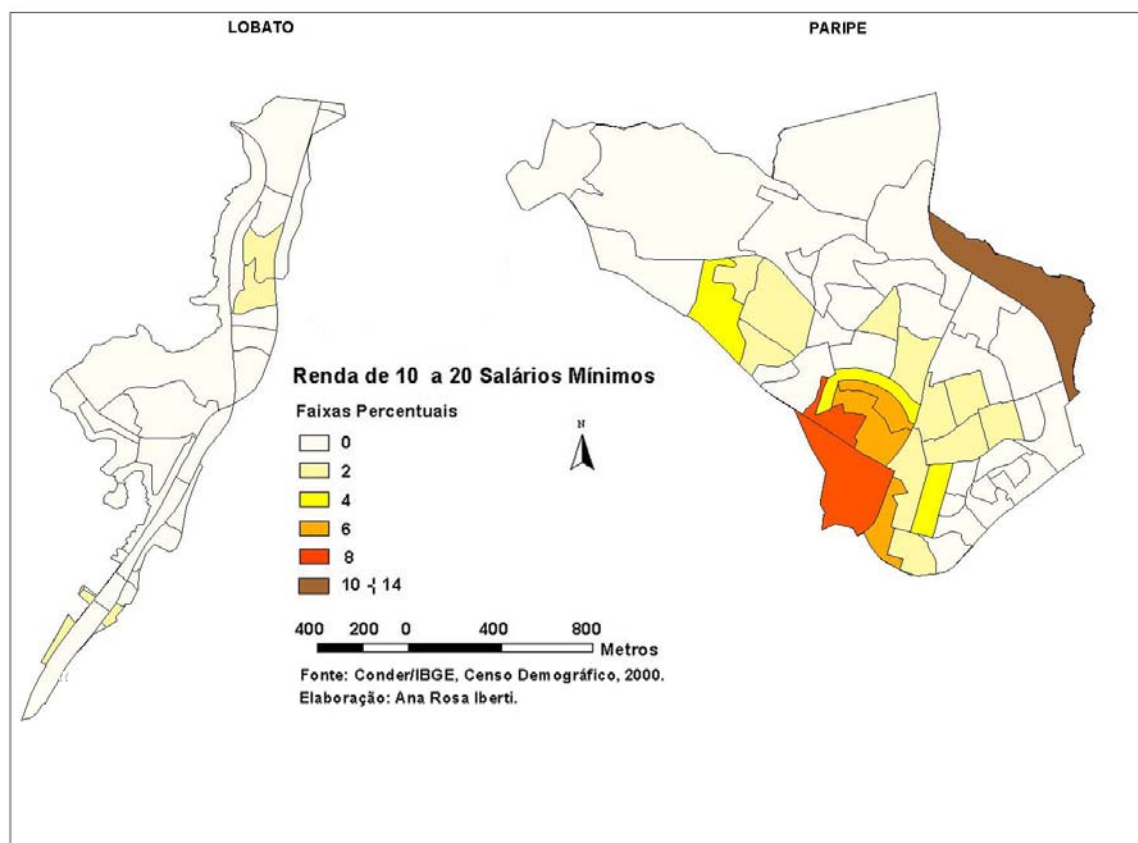 LOBATO
PARIPE
Renda de 10 a 20 Salários Mínimos
Faixas Percentuais
N
0
2
4
6
8
10 -¦ 14
400 200 0 400 800
Metros
Fonte: Conder/IBGE, Censo Demográfico, 2000.
Elaboração: Ana Rosa Iberti.